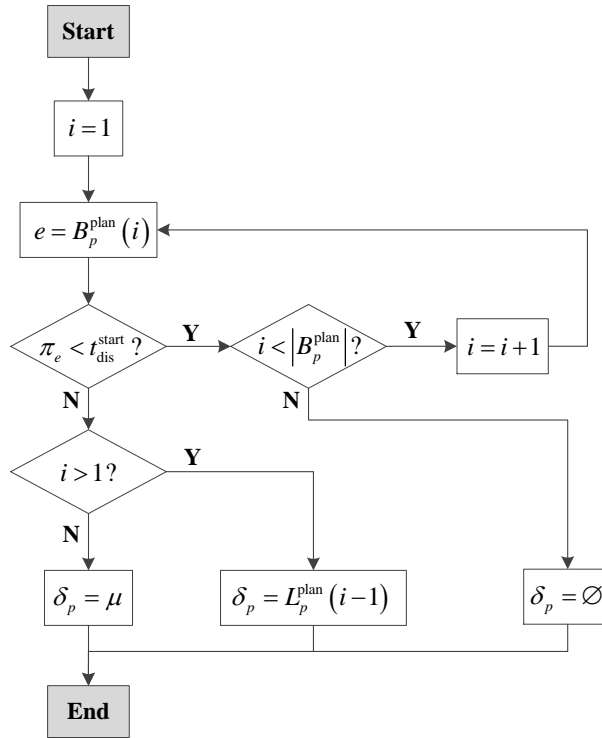 Start
i = 1
e = B_p^plan (i)
π_e < t_dis^start ?
Y
i < |B_p^plan| ?
Y
i = i + 1
N
N
i > 1?
Y
N
δ_p = μ
δ_p = L_p^plan (i − 1)
δ_p = ∅
End